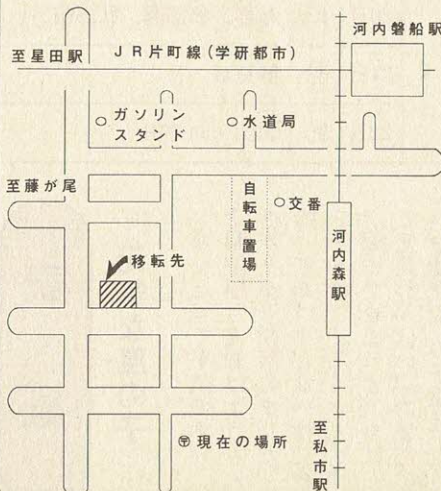 河内磐船駅
至星田駅
JR片町線(学研都市)
ガソリン
スタンド
水道局
至藤が尾
自転車置場
交番
移転先
河内森駅
〶現在の場所
至私市駅